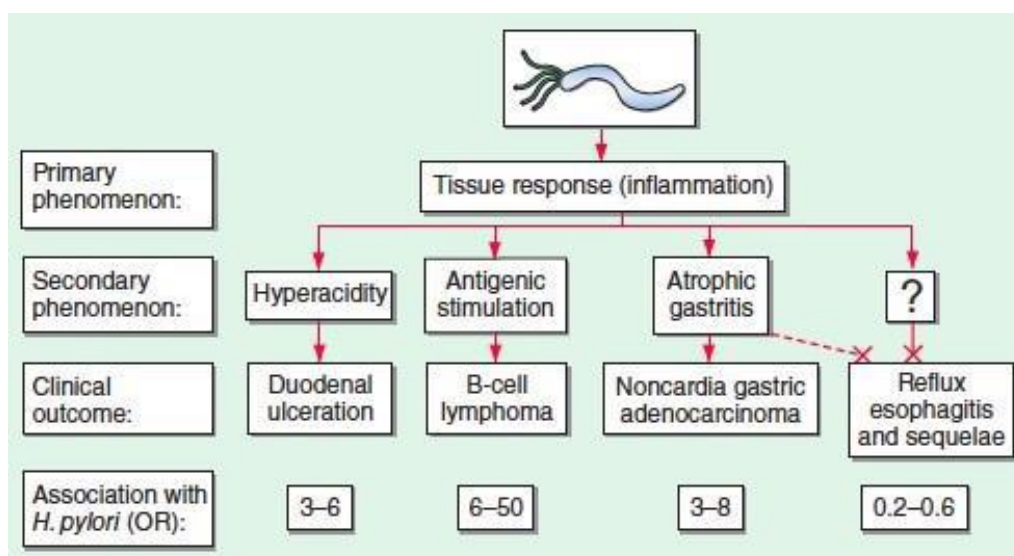 Primary
phenomenon:
Tissue response (inflammation)
Secondary
phenomenon:
Hyperacidity
Antigenic
stimulation
Atrophic
gastritis
?
Clinical
outcome:
Duodenal
ulceration
B-cell
lymphoma
Noncardia gastric
adenocarcinoma
Reflux
esophagitis
and sequelae
Association with
H. pylori (OR):
3–6
6–50
3–8
0.2–0.6